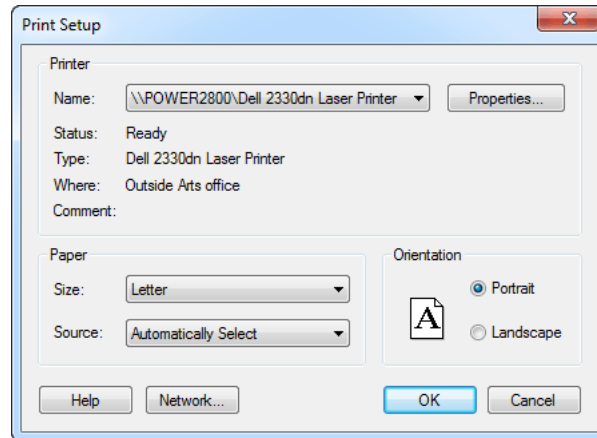 Print Setup
Printer
Name: \\POWER2800\Dell 2330dn Laser Printer Properties...
Status: Ready
Type: Dell 2330dn Laser Printer
Where: Outside Arts office
Comment:
Paper Orientation
Size: Letter Portrait
A
Source: Automatically Select Landscape
Help Network... OK Cancel